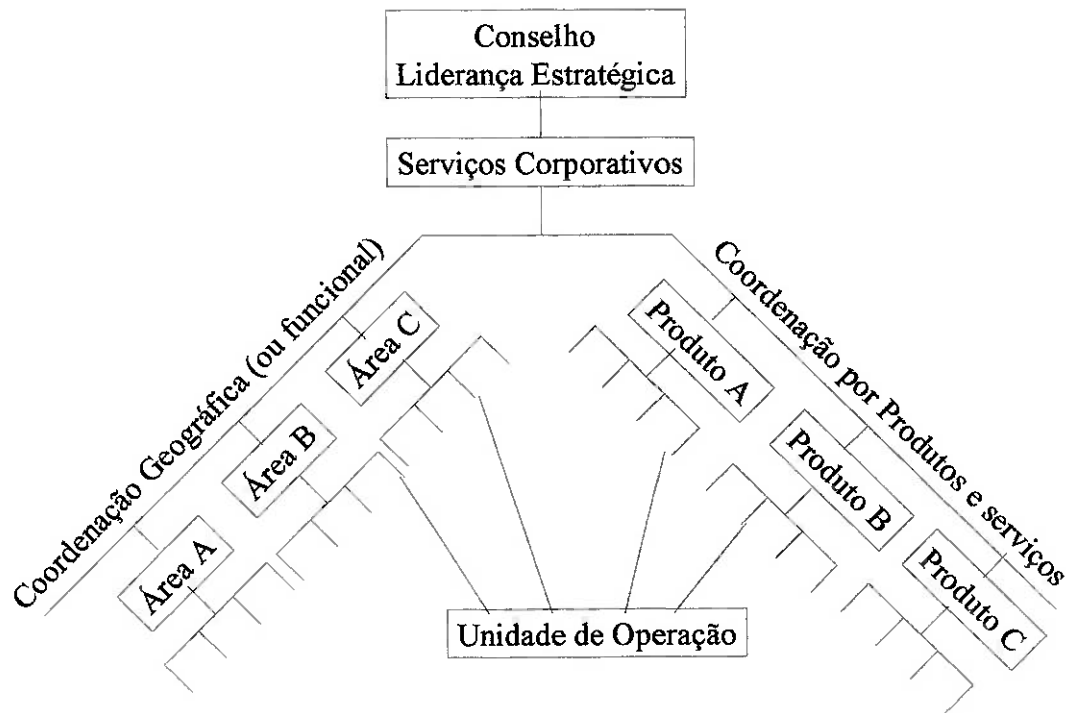 Conselho
Liderança Estratégica
Serviços Corporativos
Coordenação Geográfica (ou funcional)
Área C
Área B
Área A
Coordenação por Produtos e serviços
Produto A
Produto B
Produto C
Unidade de Operação